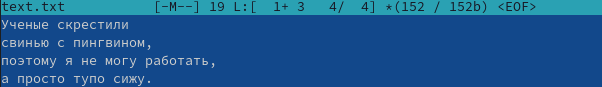 text.txt [-M--] 19 L:[ 1+ 3 4/ 4] *(152 / 152b) <EOF>
Ученые скрестили
свинью с пингвином,
поэтому я не могу работать,
а просто тупо сижу.